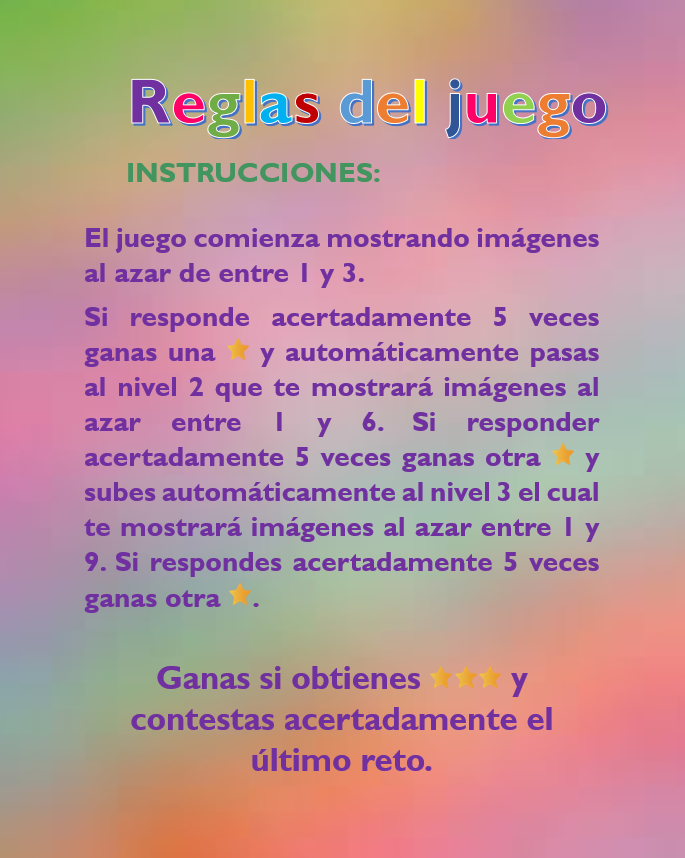 Reglas del juego
INSTRUCCIONES:
El juego comienza mostrando imágenes
al azar de entre 1 y 3.
Si responde acertadamente 5 veces
ganas una ⭐ y automáticamente pasas
al nivel 2 que te mostrará imágenes al
azar entre 1 y 6. Si responder
acertadamente 5 veces ganas otra ⭐ y
subes automáticamente al nivel 3 el cual
te mostrará imágenes al azar entre 1 y
9. Si respondes acertadamente 5 veces
ganas otra ⭐.
Ganas si obtienes ⭐⭐⭐ y
contestas acertadamente el
último reto.